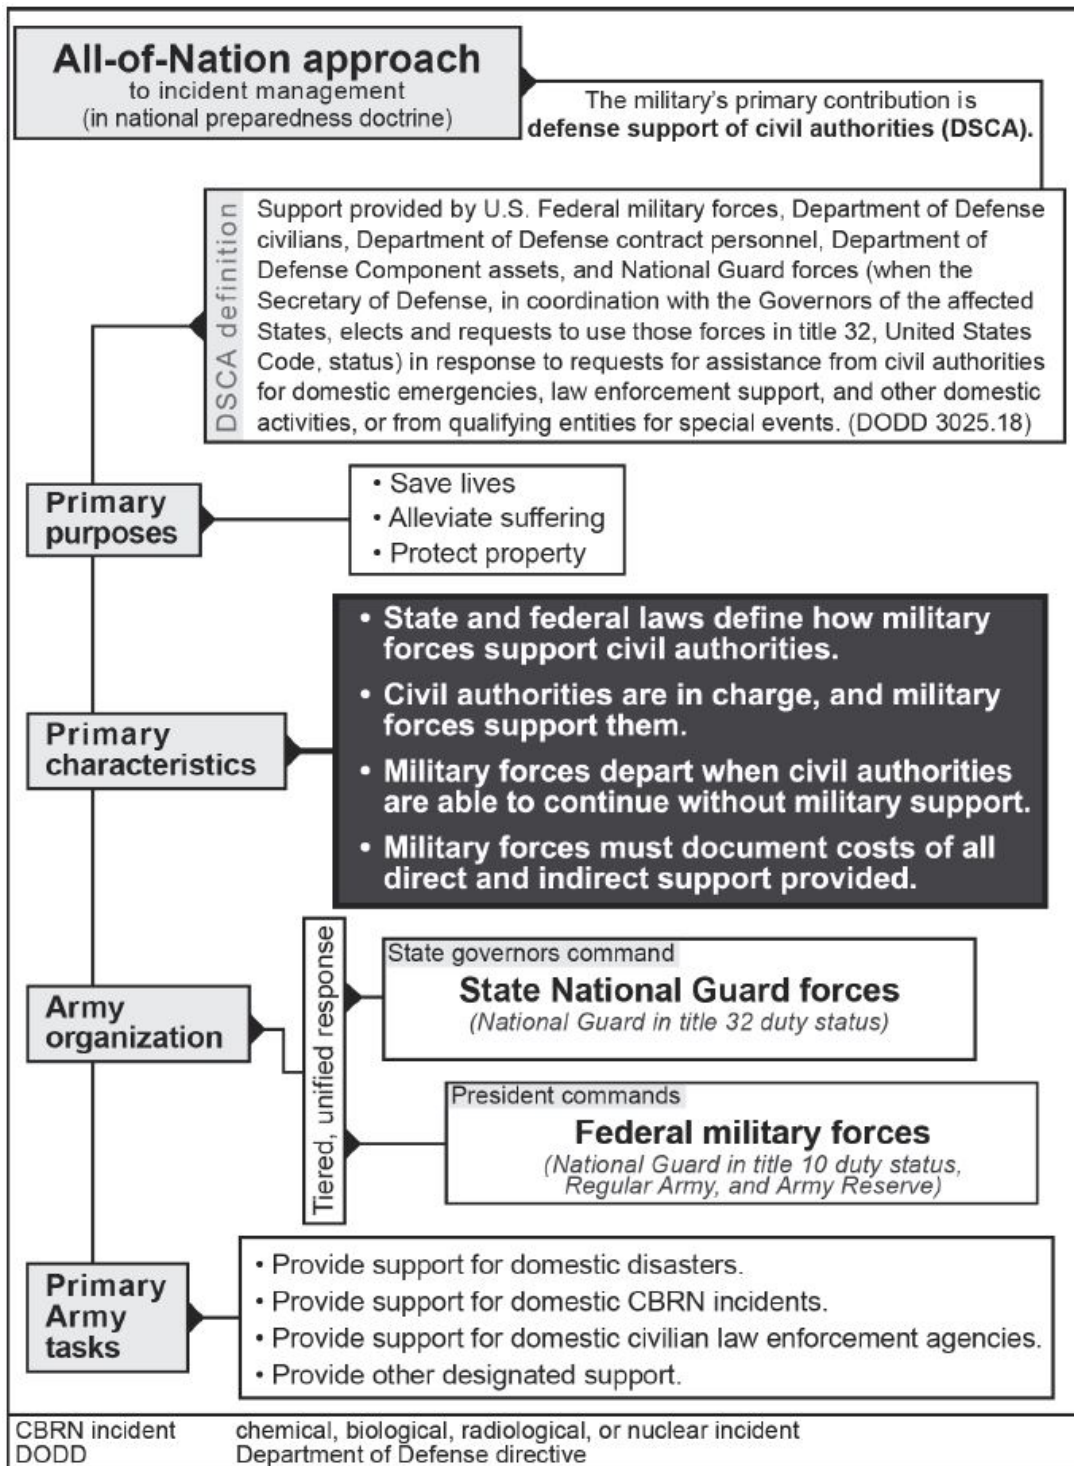 All-of-Nation approach
to incident management
(in national preparedness doctrine)
The military's primary contribution is
defense support of civil authorities (DSCA).
DSCA definition
Support provided by U.S. Federal military forces, Department of Defense
civilians, Department of Defense contract personnel, Department of
Defense Component assets, and National Guard forces (when the
Secretary of Defense, in coordination with the Governors of the affected
States, elects and requests to use those forces in title 32, United States
Code, status) in response to requests for assistance from civil authorities
for domestic emergencies, law enforcement support, and other domestic
activities, or from qualifying entities for special events. (DODD 3025.18)
Primary
purposes
• Save lives
• Alleviate suffering
• Protect property
Primary
characteristics
• State and federal laws define how military
forces support civil authorities.
• Civil authorities are in charge, and military
forces support them.
• Military forces depart when civil authorities
are able to continue without military support.
• Military forces must document costs of all
direct and indirect support provided.
Army
organization
Tiered, unified response
State governors command
State National Guard forces
(National Guard in title 32 duty status)
President commands
Federal military forces
(National Guard in title 10 duty status,
Regular Army, and Army Reserve)
Primary
Army
tasks
• Provide support for domestic disasters.
• Provide support for domestic CBRN incidents.
• Provide support for domestic civilian law enforcement agencies.
• Provide other designated support.
CBRN incident chemical, biological, radiological, or nuclear incident
DODD Department of Defense directive